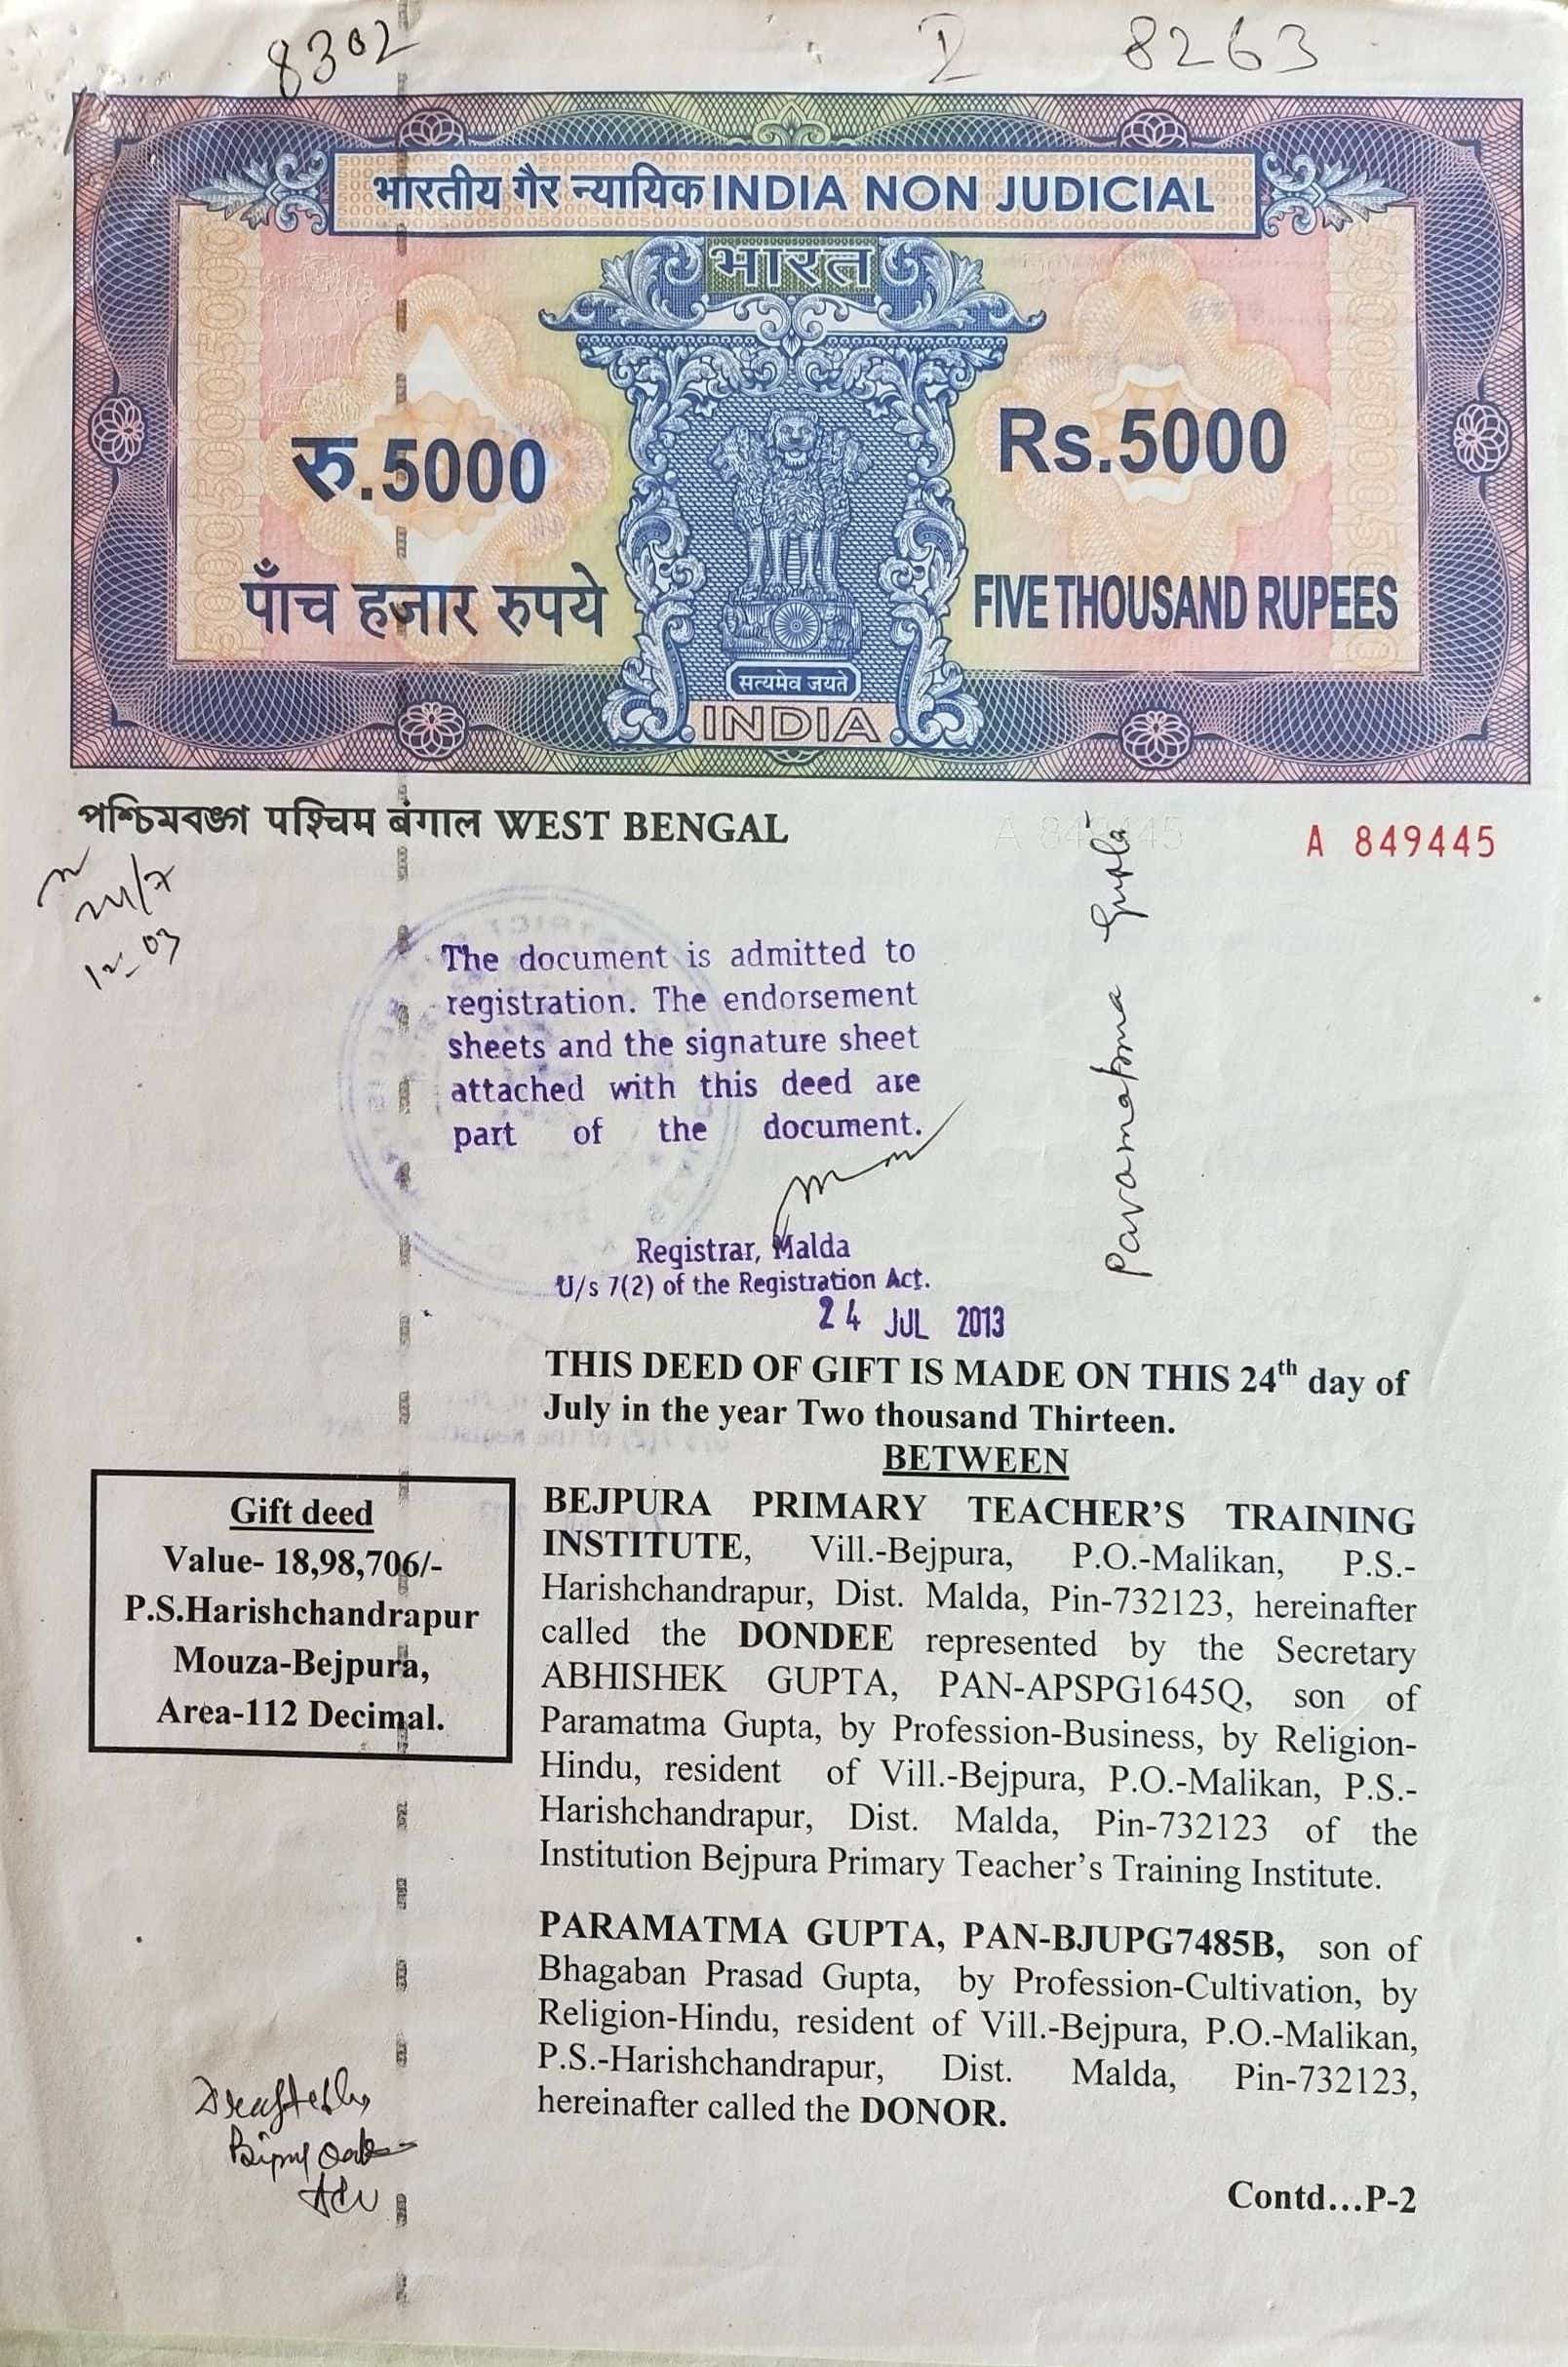 8302
I 8263
भारतीय गैर न्यायिक INDIA NON JUDICIAL
भारत
रु.5000
Rs.5000
पाँच हजार रुपये
FIVE THOUSAND RUPEES
सत्यमेव जयते
INDIA
পশ্চিমবঙ্গ पश्चिम बंगाल WEST BENGAL
A 849445
A 849445
Paramatma Gupta
The document is admitted to
registration. The endorsement
sheets and the signature sheet
attached with this deed are
part of the document.
Registrar, Malda
U/s 7(2) of the Registration Act.
24 JUL 2013
THIS DEED OF GIFT IS MADE ON THIS 24th day of
July in the year Two thousand Thirteen.
BETWEEN
Gift deed
Value- 18,98,706/-
P.S.Harishchandrapur
Mouza-Bejpura,
Area-112 Decimal.
BEJPURA PRIMARY TEACHER'S TRAINING
INSTITUTE, Vill.-Bejpura, P.O.-Malikan, P.S.-
Harishchandrapur, Dist. Malda, Pin-732123, hereinafter
called the DONDEE represented by the Secretary
ABHISHEK GUPTA, PAN-APSPG1645Q, son of
Paramatma Gupta, by Profession-Business, by Religion-
Hindu, resident of Vill.-Bejpura, P.O.-Malikan, P.S.-
Harishchandrapur, Dist. Malda, Pin-732123 of the
Institution Bejpura Primary Teacher's Training Institute.
PARAMATMA GUPTA, PAN-BJUPG7485B, son of
Bhagaban Prasad Gupta, by Profession-Cultivation, by
Religion-Hindu, resident of Vill.-Bejpura, P.O.-Malikan,
P.S.-Harishchandrapur, Dist. Malda, Pin-732123,
hereinafter called the DONOR.
Contd...P-2